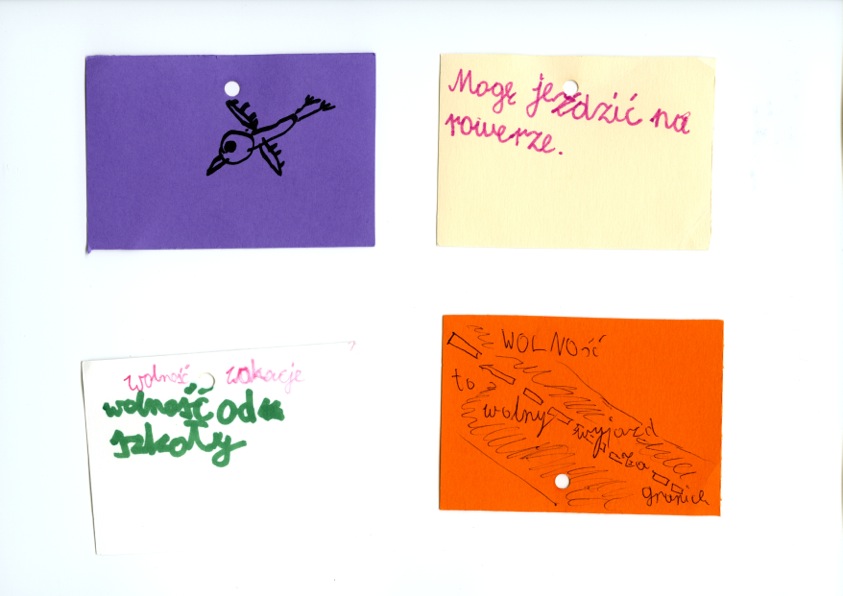 Mogę jeździć na
rowerze.
wolność wakacje
wolność od
szkoły
WOLNOŚĆ
to
wolny
wyjazd
za
granicę